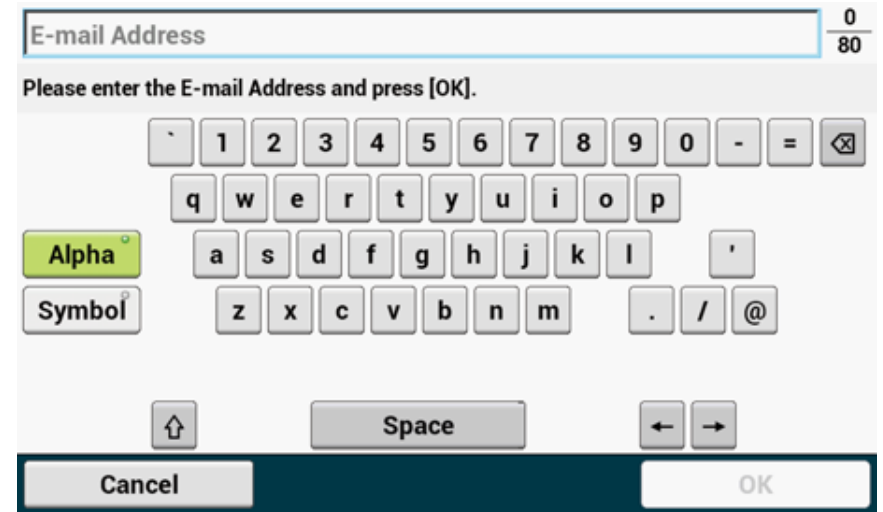 E-mail Address
0
80
Please enter the E-mail Address and press [OK].
` 1 2 3 4 5 6 7 8 9 0 - =
q w e r t y u i o p
Alpha a s d f g h j k l '
Symbol z x c v b n m . / @
Space ← →
Cancel OK